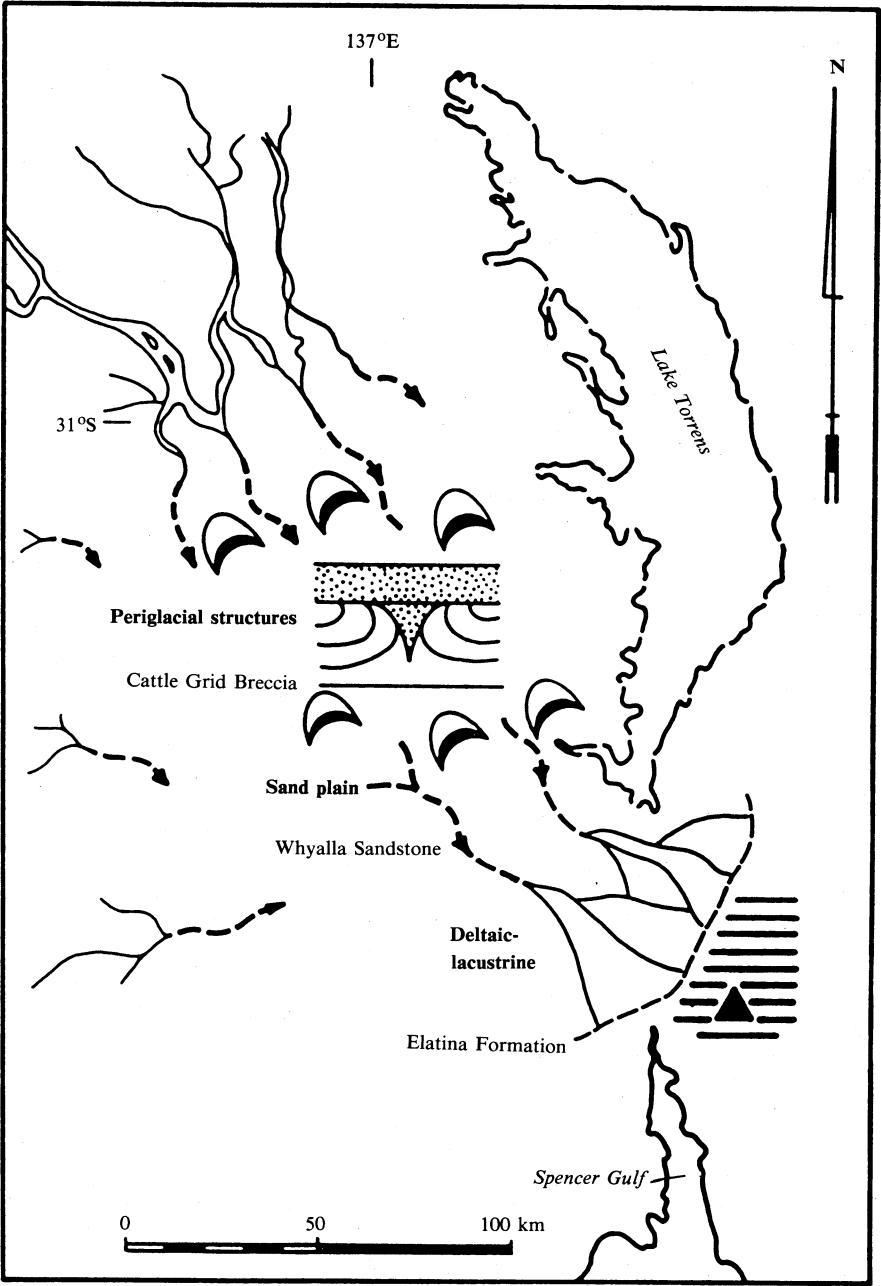 137°E
N
Lake Torrens
31°S
Periglacial structures
Cattle Grid Breccia
Sand plain
Whyalla Sandstone
Deltaic-
lacustrine
Elatina Formation
Spencer Gulf
0 50 100 km